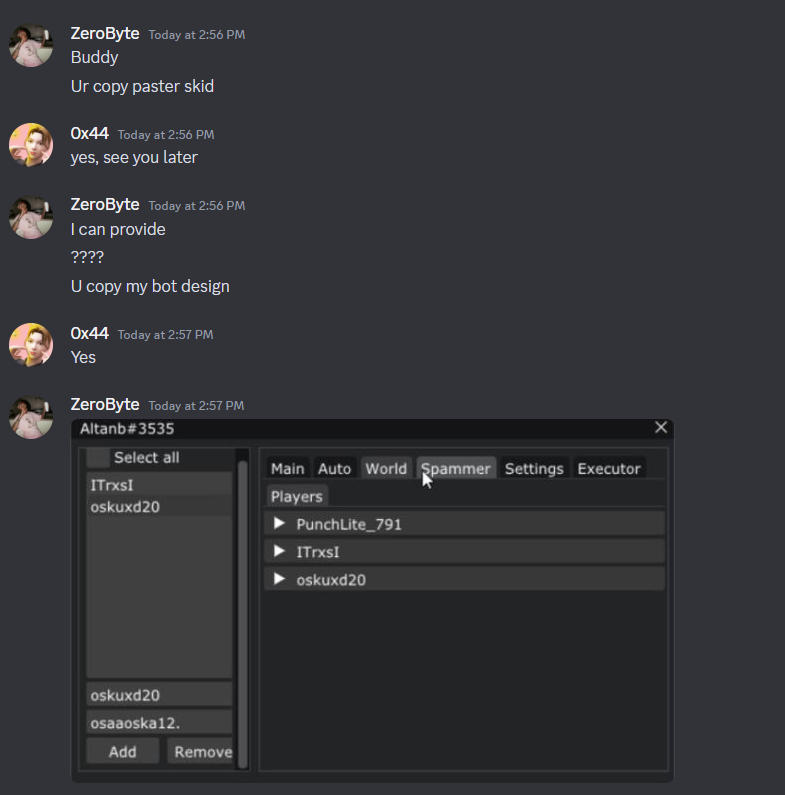 ZeroByte Today at 2:56 PM
Buddy
Ur copy paster skid
0x44 Today at 2:56 PM
yes, see you later
ZeroByte Today at 2:56 PM
I can provide
????
U copy my bot design
0x44 Today at 2:57 PM
Yes
ZeroByte Today at 2:57 PM
Altanb#3535
Select all
ITrxsI
oskuxd20
oskuxd20
osaaoska12.
Add Remove
Main Auto World Spammer Settings Executor
Players
PunchLite_791
ITrxsI
oskuxd20